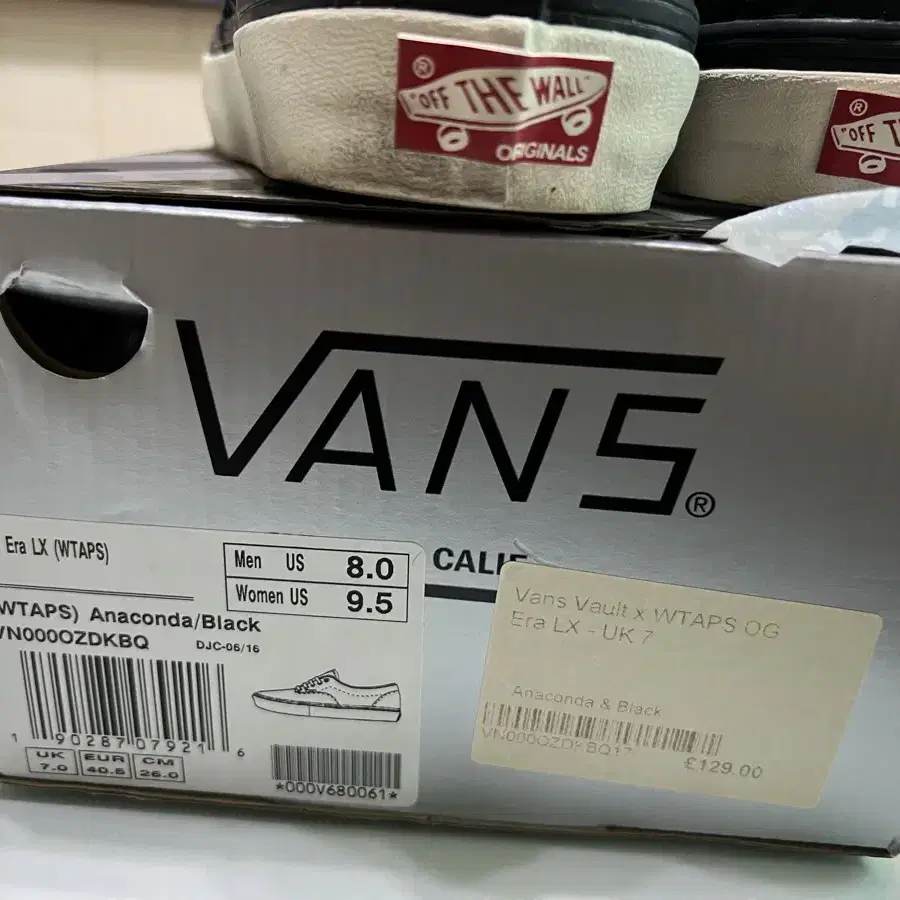 ®
"OFF THE WALL"
ORIGINALS
®
"OFF T
VANS®
CALIF
Era LX (WTAPS)
Men US 8.0
Women US 9.5
WTAPS) Anaconda/Black
VN000OZDKBQ
DJC-06/16
1 90287 07921 6
UK EUR CM
7.0 40.5 26.0
*000V680061*
Vans Vault x WTAPS OG
Era LX - UK 7
Anaconda & Black
VN000OZDKBQ17
£129.00